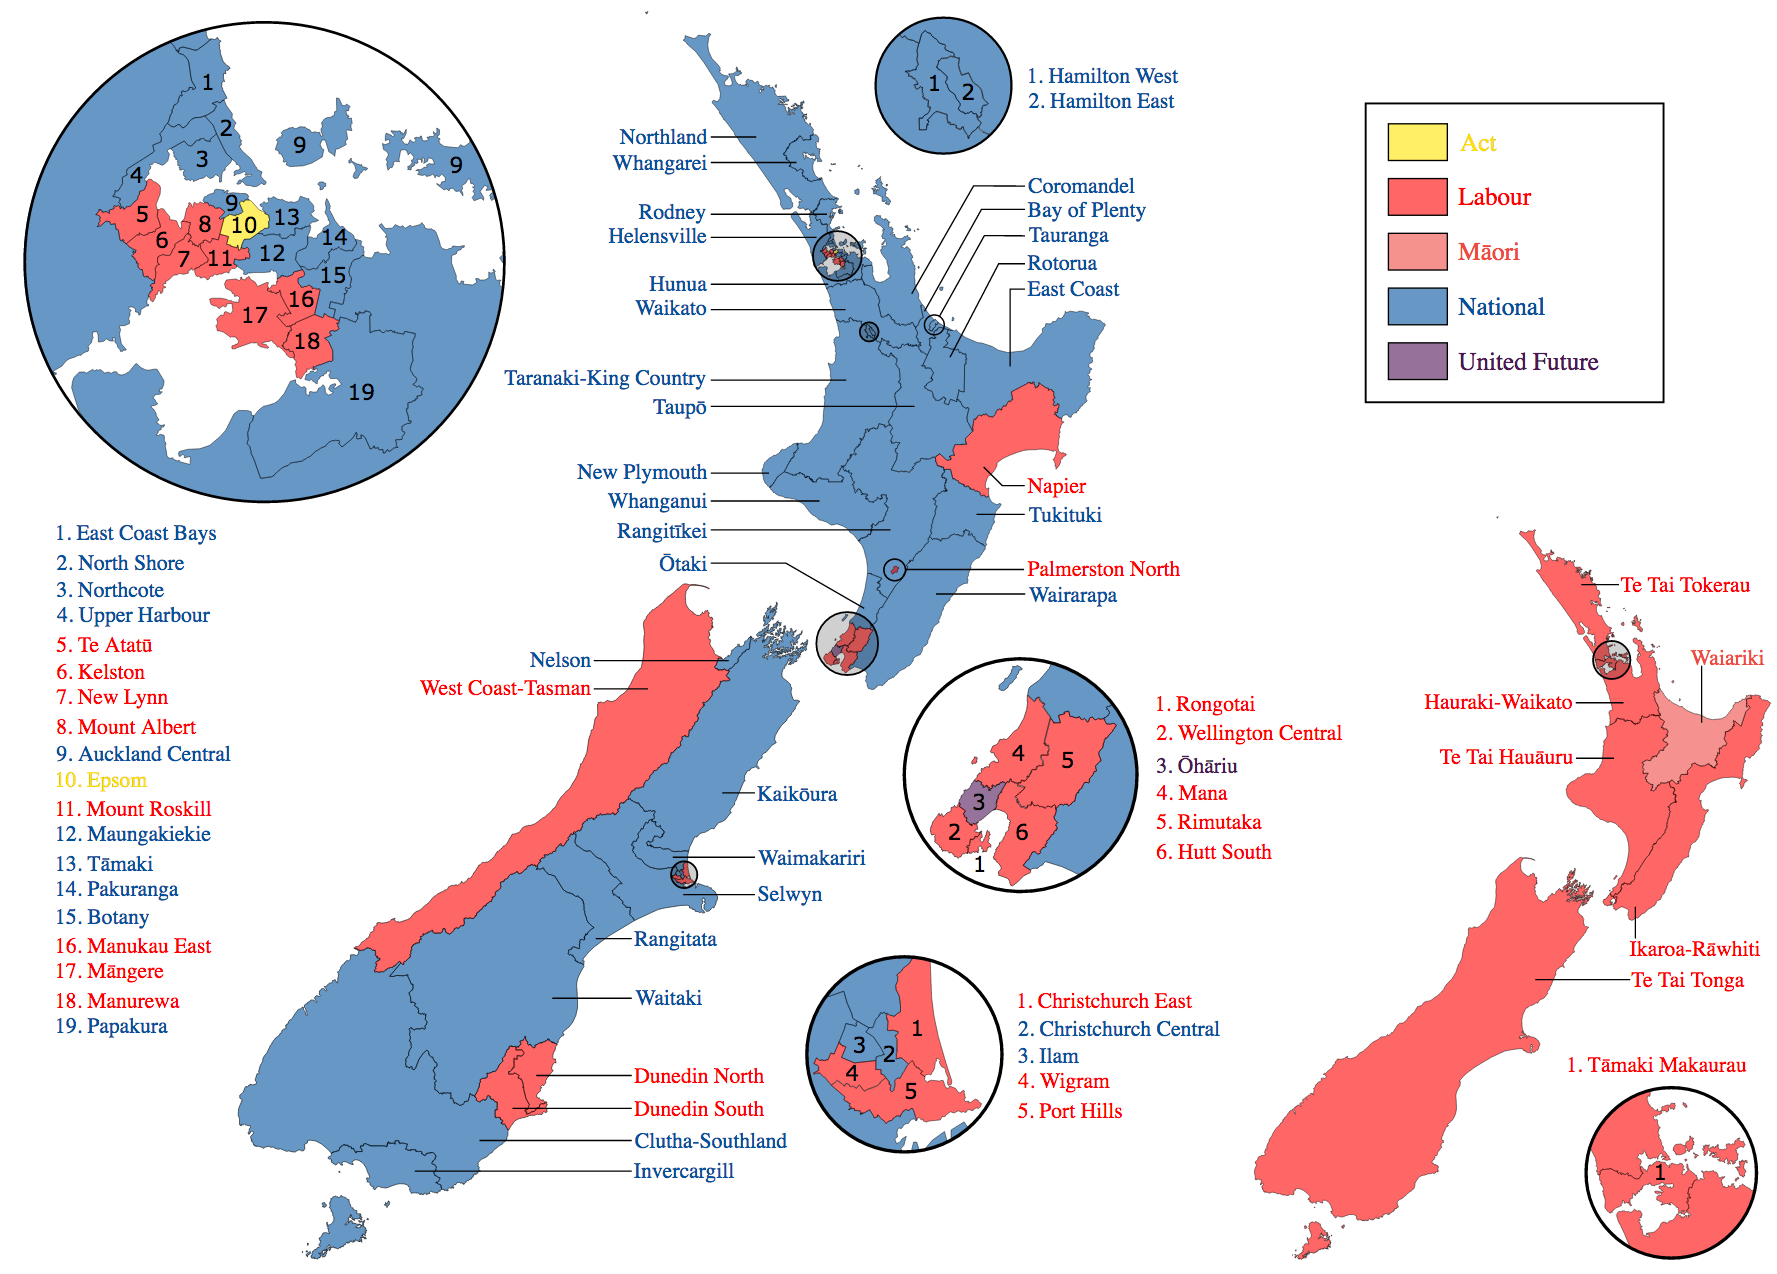 1
2
3
4
5
6
7
8
9
9
9
10
11
12
13
14
15
16
17
18
19
1. East Coast Bays
2. North Shore
3. Northcote
4. Upper Harbour
5. Te Atatū
6. Kelston
7. New Lynn
8. Mount Albert
9. Auckland Central
10. Epsom
11. Mount Roskill
12. Maungakiekie
13. Tāmaki
14. Pakuranga
15. Botany
16. Manukau East
17. Māngere
18. Manurewa
19. Papakura
1
2
1. Hamilton West
2. Hamilton East
Northland
Whangarei
Rodney
Helensville
Hunua
Waikato
Taranaki-King Country
Taupō
New Plymouth
Whanganui
Rangitīkei
Ōtaki
Coromandel
Bay of Plenty
Tauranga
Rotorua
East Coast
Napier
Tukituki
Palmerston North
Wairarapa
Nelson
West Coast-Tasman
Kaikōura
Waimakariri
Selwyn
Rangitata
Waitaki
Dunedin North
Dunedin South
Clutha-Southland
Invercargill
4
5
3
2
6
1
1. Rongotai
2. Wellington Central
3. Ōhāriu
4. Mana
5. Rimutaka
6. Hutt South
1
3
2
4
5
1. Christchurch East
2. Christchurch Central
3. Ilam
4. Wigram
5. Port Hills
Act
Labour
Māori
National
United Future
Te Tai Tokerau
Waiariki
Hauraki-Waikato
Te Tai Hauāuru
Ikaroa-Rāwhiti
Te Tai Tonga
1. Tāmaki Makaurau
1